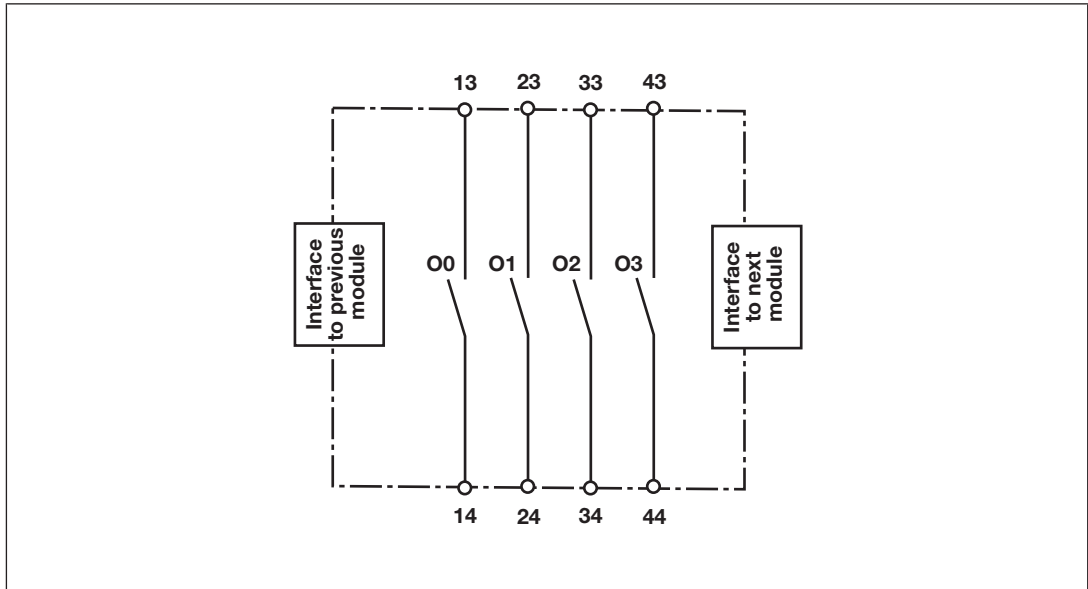 13 23 33 43
Interface
to previous
module
O0 O1 O2 O3
Interface
to next
module
14 24 34 44